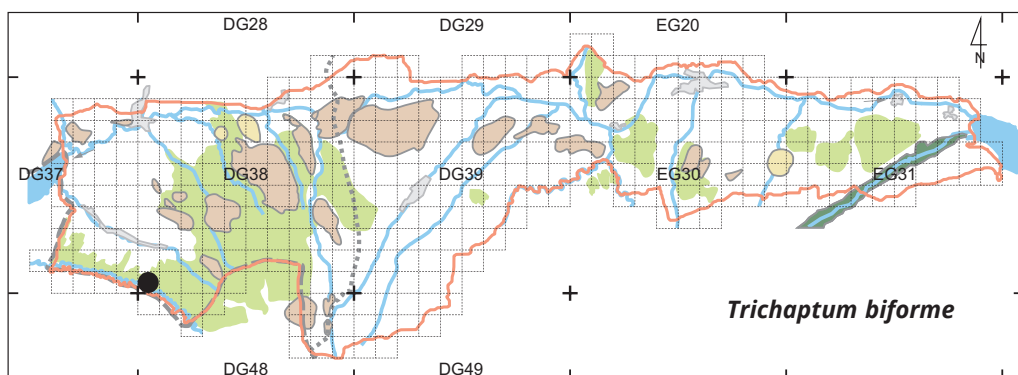 DG28 DG29 EG20
N
DG37 DG38 DG39 EG30 EG31
Trichaptum biforme
DG48 DG49